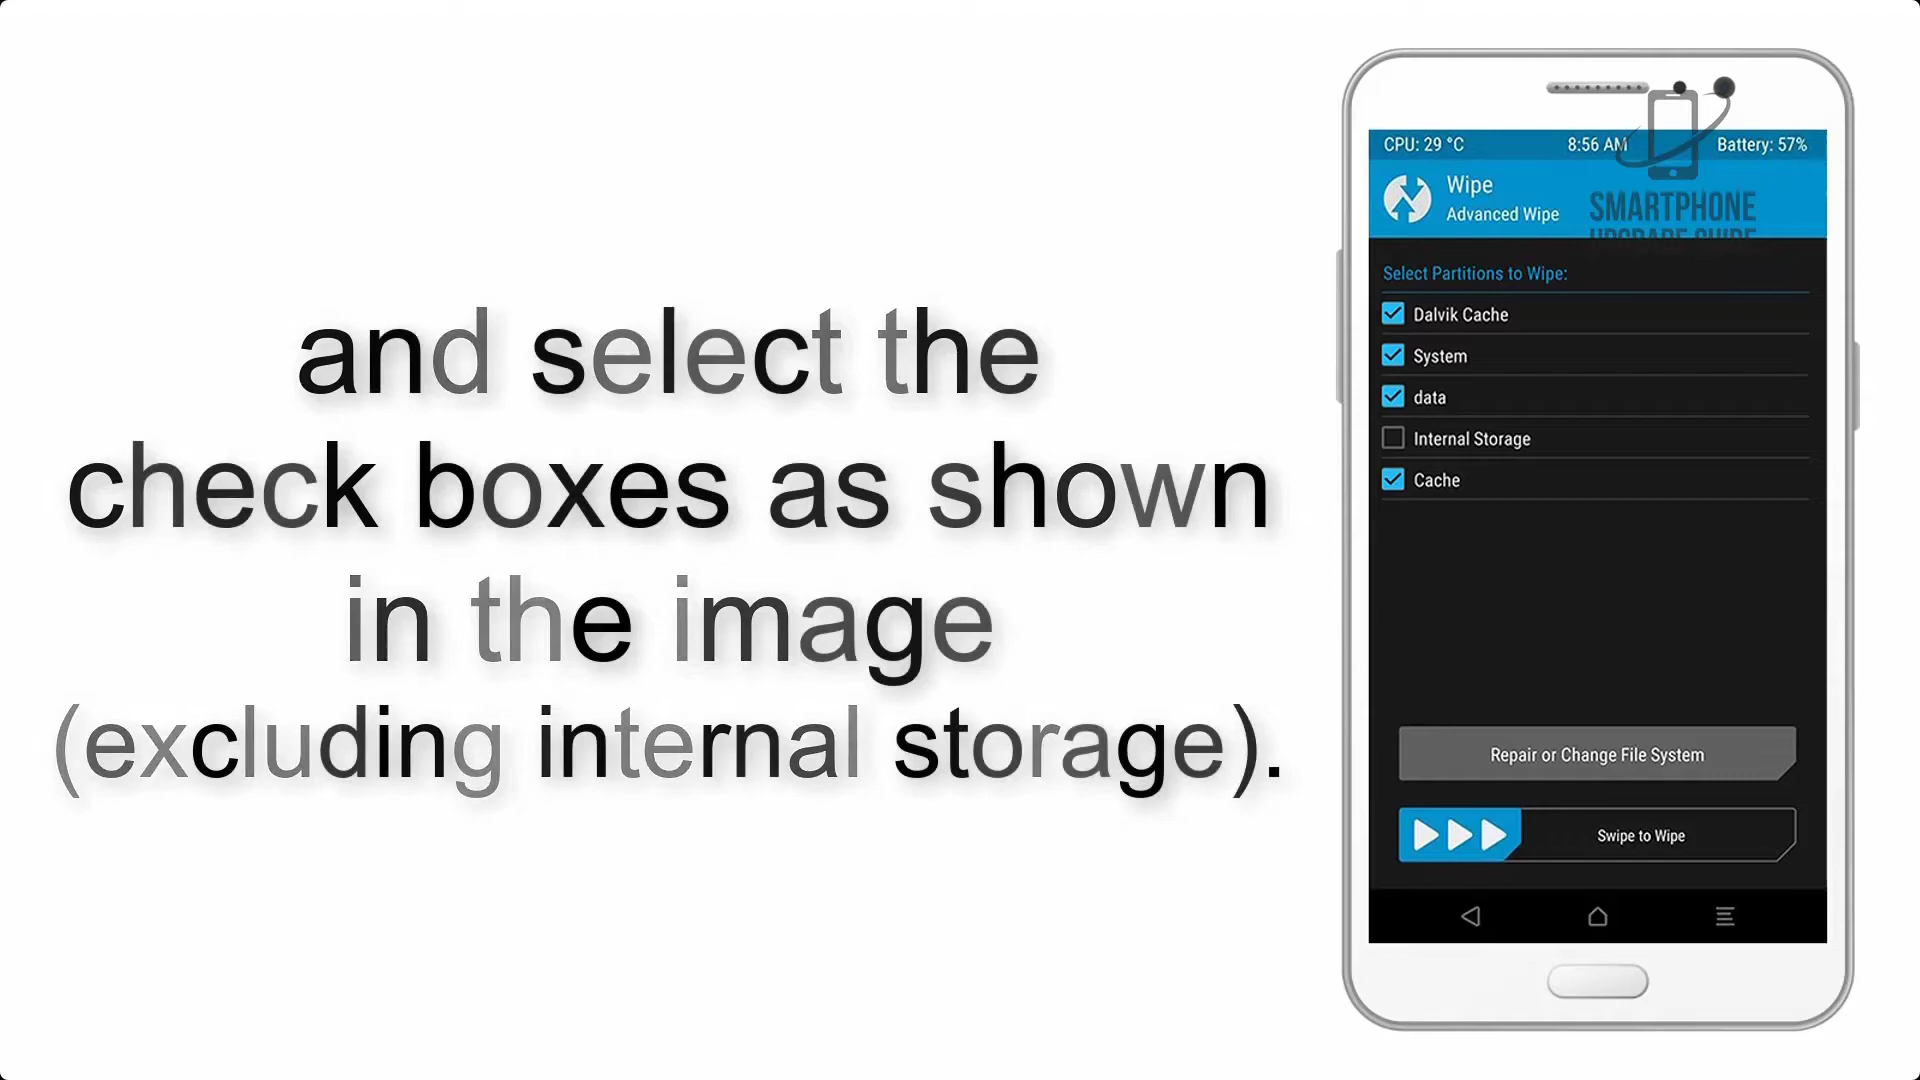 and select the
check boxes as shown
in the image
(excluding internal storage).
CPU: 29 °C
8:56 AM
Battery: 57%
Wipe
Advanced Wipe
SMARTPHONE
UPGRADE GUIDE
Select Partitions to Wipe:
Dalvik Cache
System
data
Internal Storage
Cache
Repair or Change File System
Swipe to Wipe